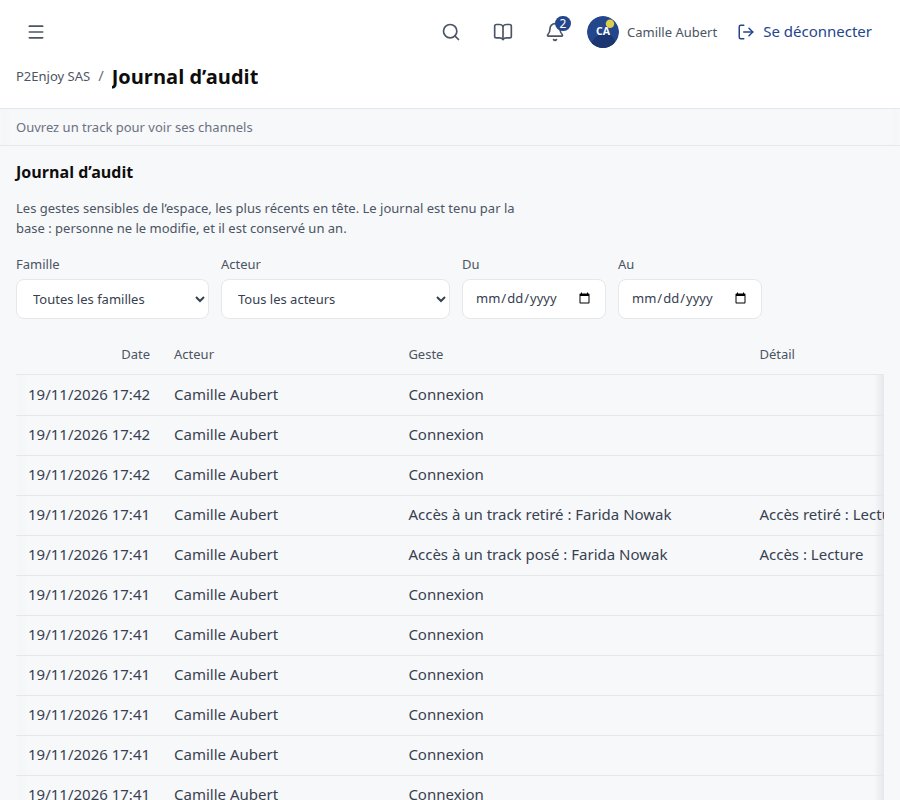 2
CA
Camille Aubert
Se déconnecter
P2Enjoy SAS / Journal d’audit
Ouvrez un track pour voir ses channels
Journal d’audit
Les gestes sensibles de l’espace, les plus récents en tête. Le journal est tenu par la
base : personne ne le modifie, et il est conservé un an.
Famille Acteur Du Au
Toutes les familles Tous les acteurs mm/dd/yyyy mm/dd/yyyy
Date Acteur Geste Détail
19/11/2026 17:42 Camille Aubert Connexion
19/11/2026 17:42 Camille Aubert Connexion
19/11/2026 17:42 Camille Aubert Connexion
19/11/2026 17:41 Camille Aubert Accès à un track retiré : Farida Nowak Accès retiré :
19/11/2026 17:41 Camille Aubert Accès à un track posé : Farida Nowak Accès : Lecture
19/11/2026 17:41 Camille Aubert Connexion
19/11/2026 17:41 Camille Aubert Connexion
19/11/2026 17:41 Camille Aubert Connexion
19/11/2026 17:41 Camille Aubert Connexion
19/11/2026 17:41 Camille Aubert Connexion
19/11/2026 17:41 Camille Aubert Connexion